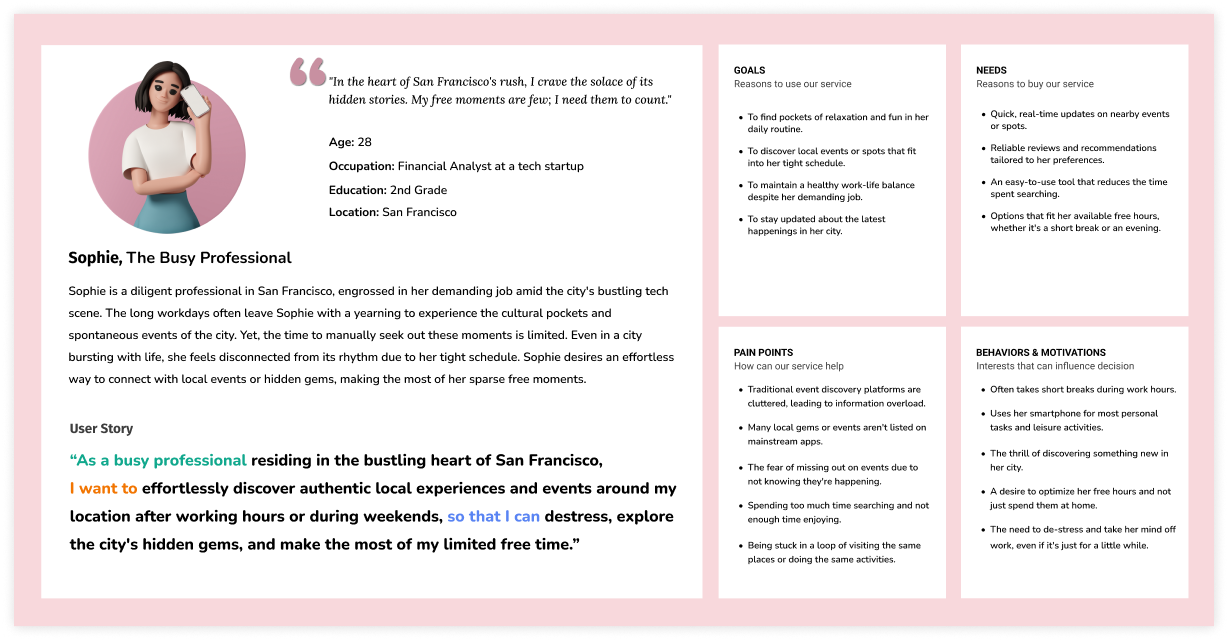 "In the heart of San Francisco's rush, I crave the solace of its
hidden stories. My free moments are few; I need them to count."
Age: 28
Occupation: Financial Analyst at a tech startup
Education: 2nd Grade
Location: San Francisco
Sophie, The Busy Professional
Sophie is a diligent professional in San Francisco, engrossed in her demanding job amid the city's bustling tech
scene. The long workdays often leave Sophie with a yearning to experience the cultural pockets and
spontaneous events of the city. Yet, the time to manually seek out these moments is limited. Even in a city
bursting with life, she feels disconnected from its rhythm due to her tight schedule. Sophie desires an effortless
way to connect with local events or hidden gems, making the most of her sparse free moments.
User Story
“As a busy professional residing in the bustling heart of San Francisco,
I want to effortlessly discover authentic local experiences and events around my
location after working hours or during weekends, so that I can destress, explore
the city's hidden gems, and make the most of my limited free time.”
GOALS
Reasons to use our service
• To find pockets of relaxation and fun in her
daily routine.
• To discover local events or spots that fit
into her tight schedule.
• To maintain a healthy work-life balance
despite her demanding job.
• To stay updated about the latest
happenings in her city.
NEEDS
Reasons to buy our service
• Quick, real-time updates on nearby events
or spots.
• Reliable reviews and recommendations
tailored to her preferences.
• An easy-to-use tool that reduces the time
spent searching.
• Options that fit her available free hours,
whether it's a short break or an evening.
PAIN POINTS
How can our service help
• Traditional event discovery platforms are
cluttered, leading to information overload.
• Many local gems or events aren't listed on
mainstream apps.
• The fear of missing out on events due to
not knowing they're happening.
• Spending too much time searching and not
enough time enjoying.
• Being stuck in a loop of visiting the same
places or doing the same activities.
BEHAVIORS & MOTIVATIONS
Interests that can influence decision
• Often takes short breaks during work hours.
• Uses her smartphone for most personal
tasks and leisure activities.
• The thrill of discovering something new in
her city.
• A desire to optimize her free hours and not
just spend them at home.
• The need to de-stress and take her mind off
work, even if it's just for a little while.